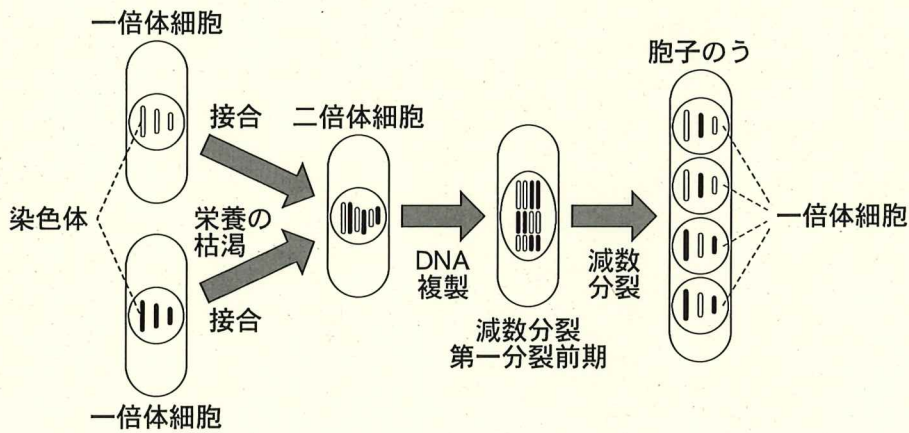 一倍体細胞
接合
二倍体細胞
胞子のう
染色体
栄養の
枯渇
接合
DNA
複製
減数
分裂
一倍体細胞
減数分裂
第一分裂前期
一倍体細胞